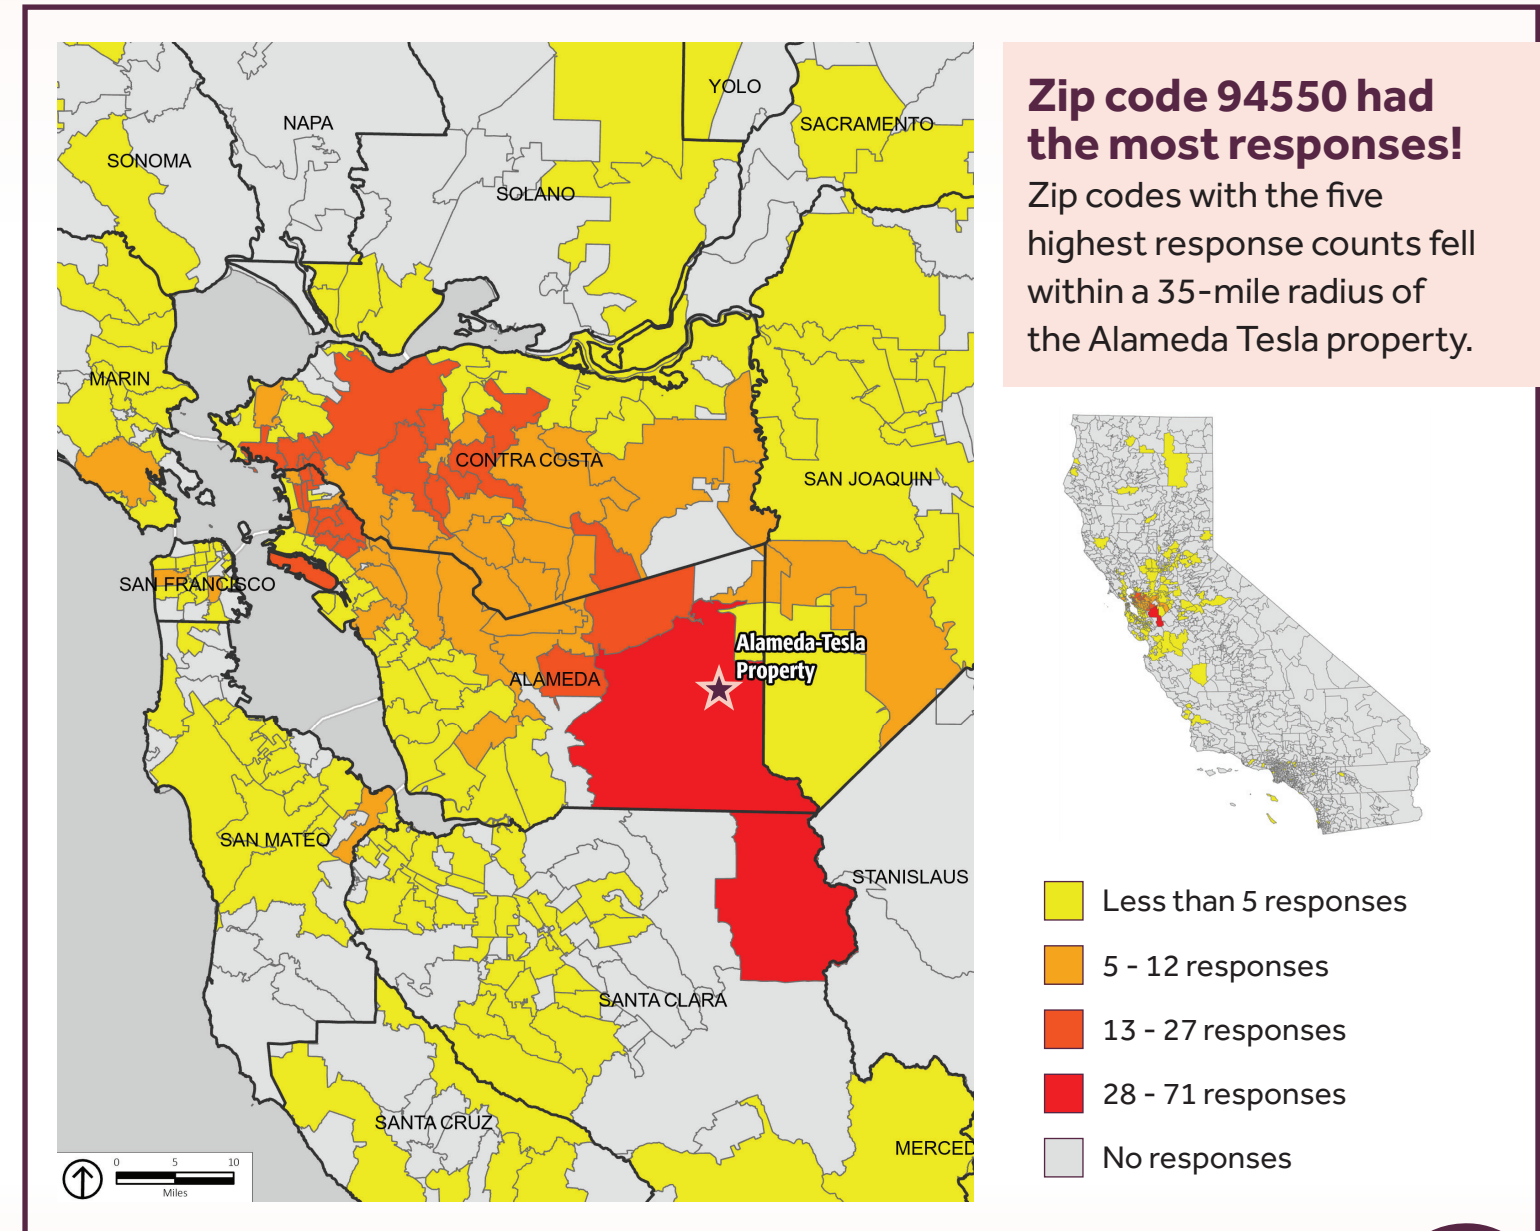 Zip code 94550 had
the most responses!
Zip codes with the five
highest response counts fell
within a 35-mile radius of
the Alameda Tesla property.
YOLO
NAPA
SACRAMENTO
SONOMA
SOLANO
MARIN
CONTRA COSTA
SAN JOAQUIN
SAN FRANCISCO
Alameda-Tesla
Property
ALAMEDA
SAN MATEO
STANISLAUS
SANTA CLARA
SANTA CRUZ
MERCED
0 5 10
Miles
Less than 5 responses
5 - 12 responses
13 - 27 responses
28 - 71 responses
No responses